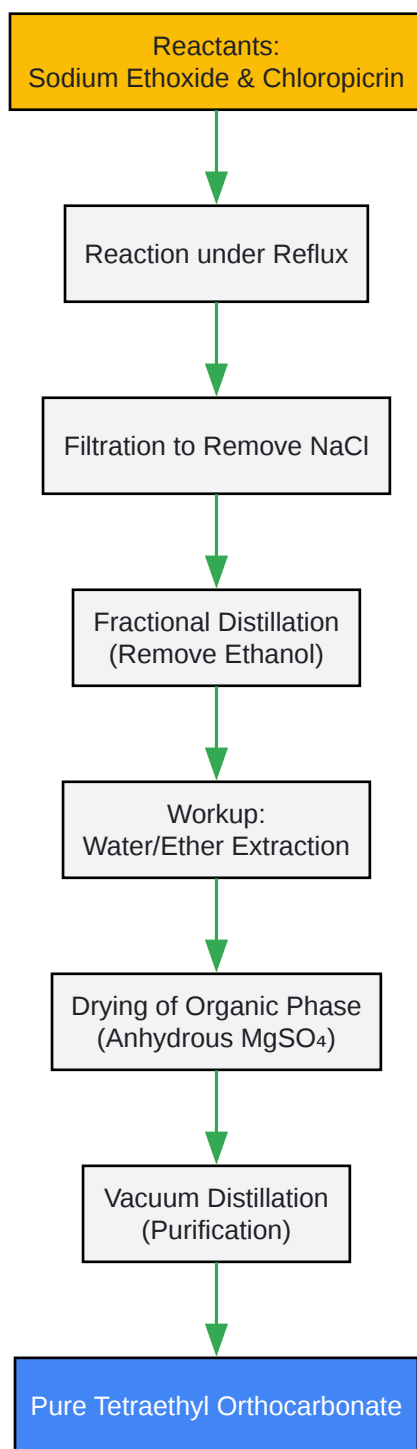 Reactants:
Sodium Ethoxide & Chloropicrin
Reaction under Reflux
Filtration to Remove NaCl
Fractional Distillation
(Remove Ethanol)
Workup:
Water/Ether Extraction
Drying of Organic Phase
(Anhydrous MgSO₄)
Vacuum Distillation
(Purification)
Pure Tetraethyl Orthocarbonate